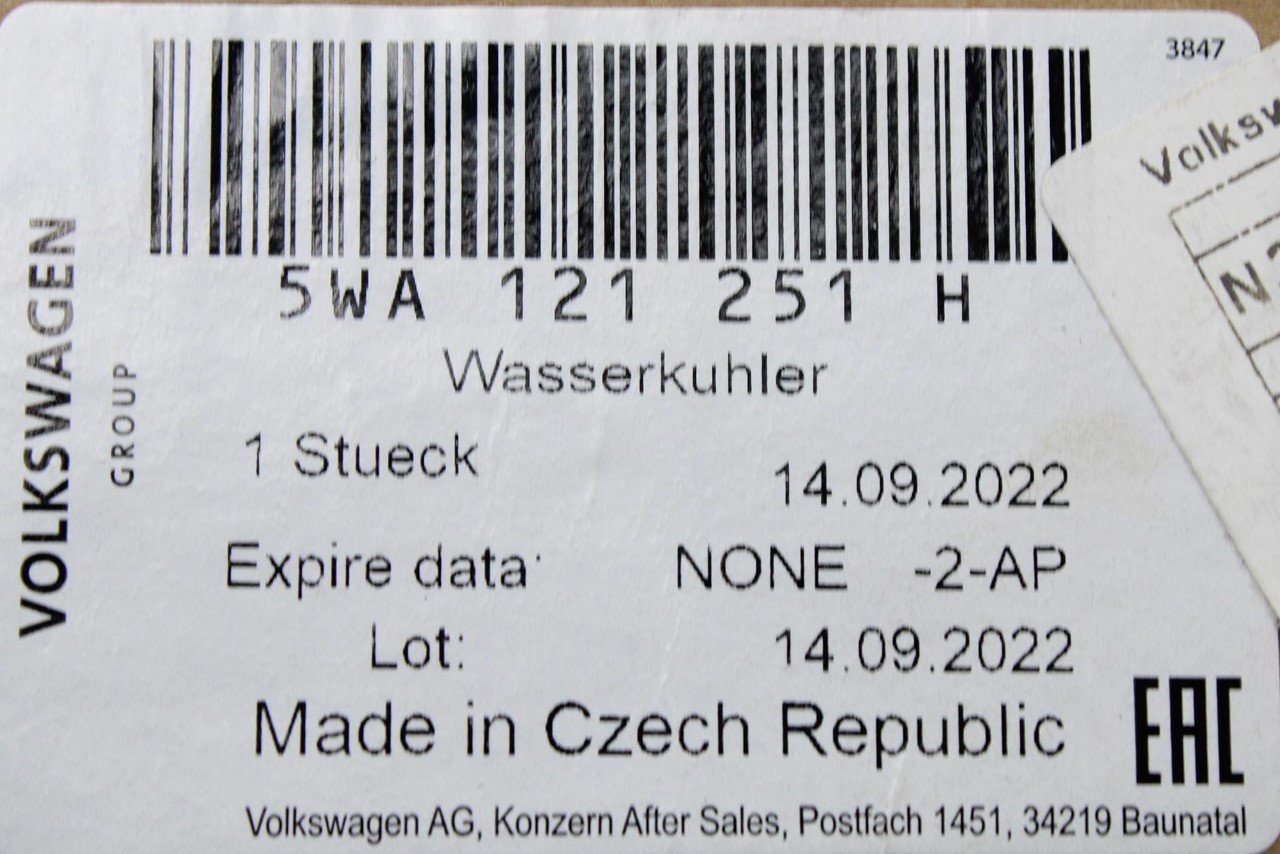 3847
VOLKSWAGEN
GROUP
5WA 121 251 H
Wasserkuhler
1 Stueck
14.09.2022
Expire data:
NONE -2-AP
Lot:
14.09.2022
Made in Czech Republic
EAC
Volkswagen AG, Konzern After Sales, Postfach 1451, 34219 Baunatal